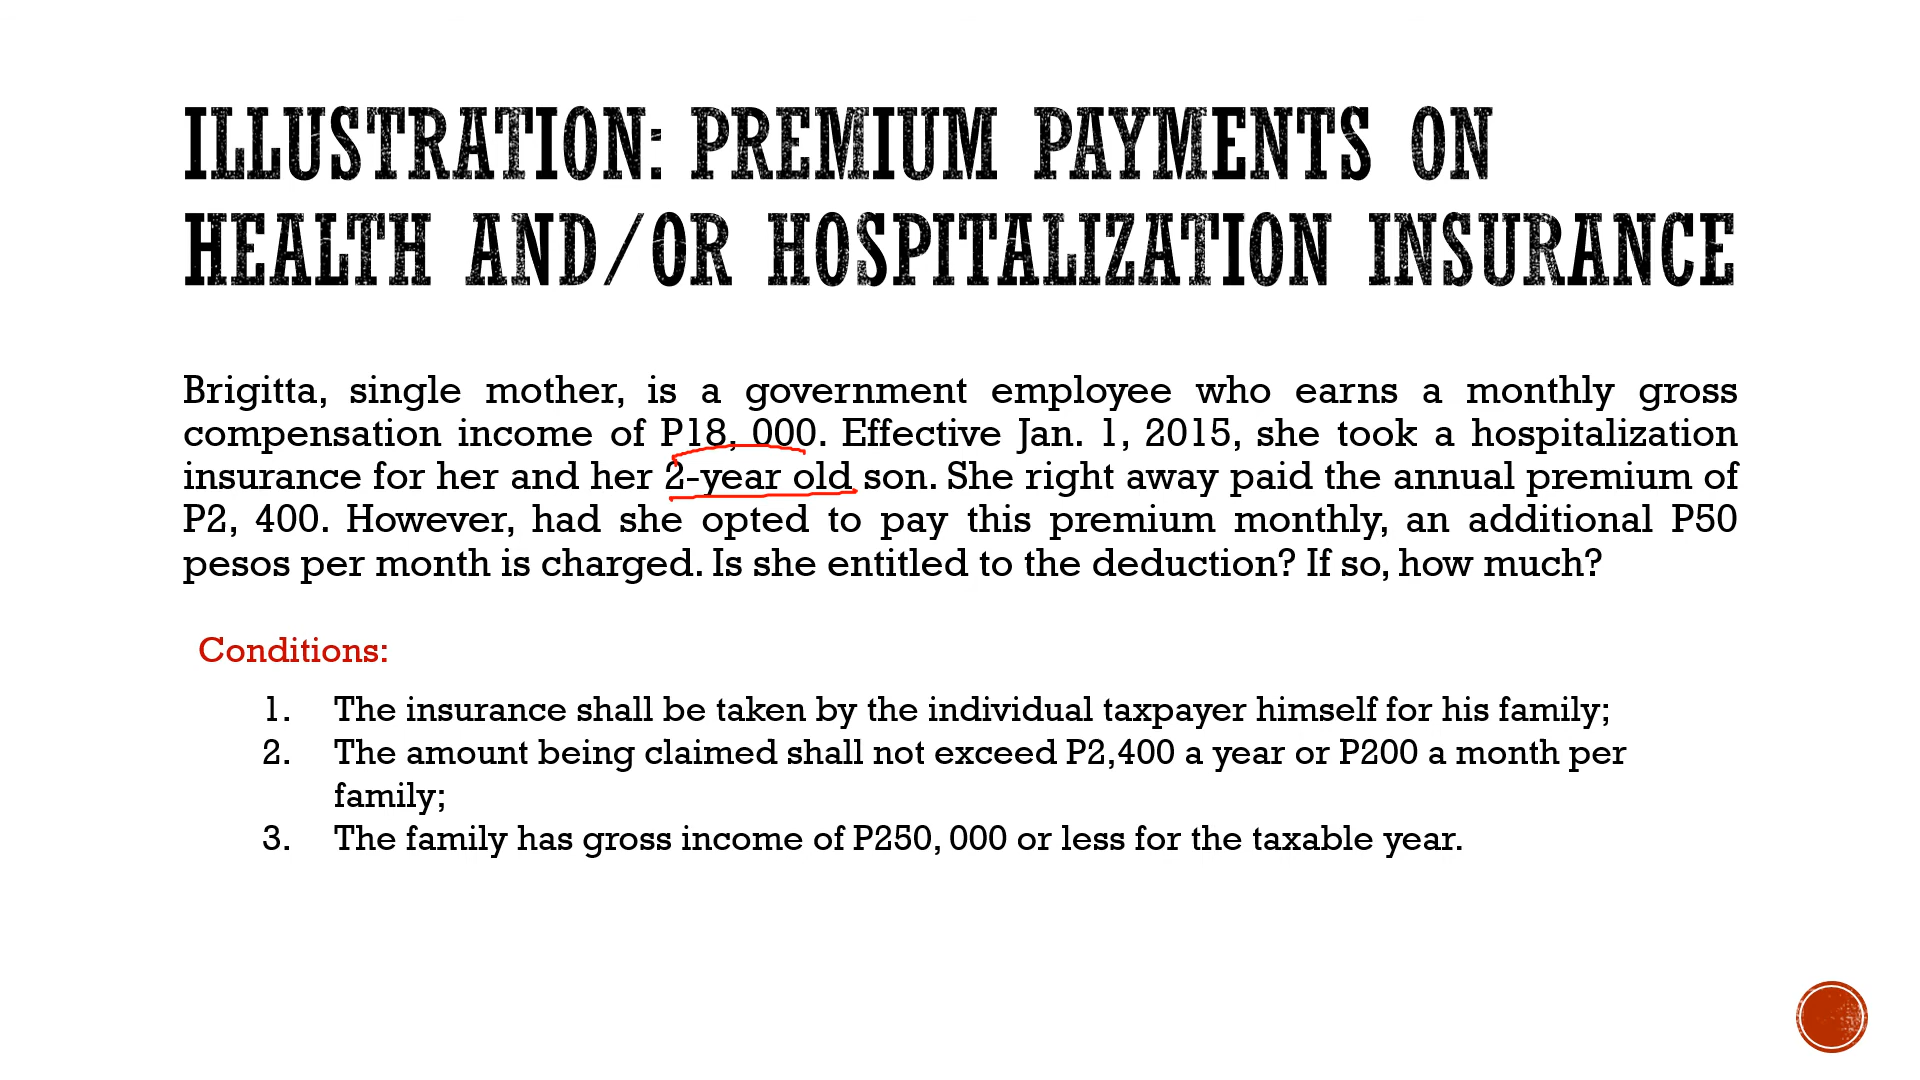 ILLUSTRATION: PREMIUM PAYMENTS ON
HEALTH AND/OR HOSPITALIZATION INSURANCE
Brigitta, single mother, is a government employee who earns a monthly gross
compensation income of P18, 000. Effective Jan. 1, 2015, she took a hospitalization
insurance for her and her 2-year old son. She right away paid the annual premium of
P2, 400. However, had she opted to pay this premium monthly, an additional P50
pesos per month is charged. Is she entitled to the deduction? If so, how much?
Conditions:
1. The insurance shall be taken by the individual taxpayer himself for his family;
2. The amount being claimed shall not exceed P2,400 a year or P200 a month per
family;
3. The family has gross income of P250, 000 or less for the taxable year.